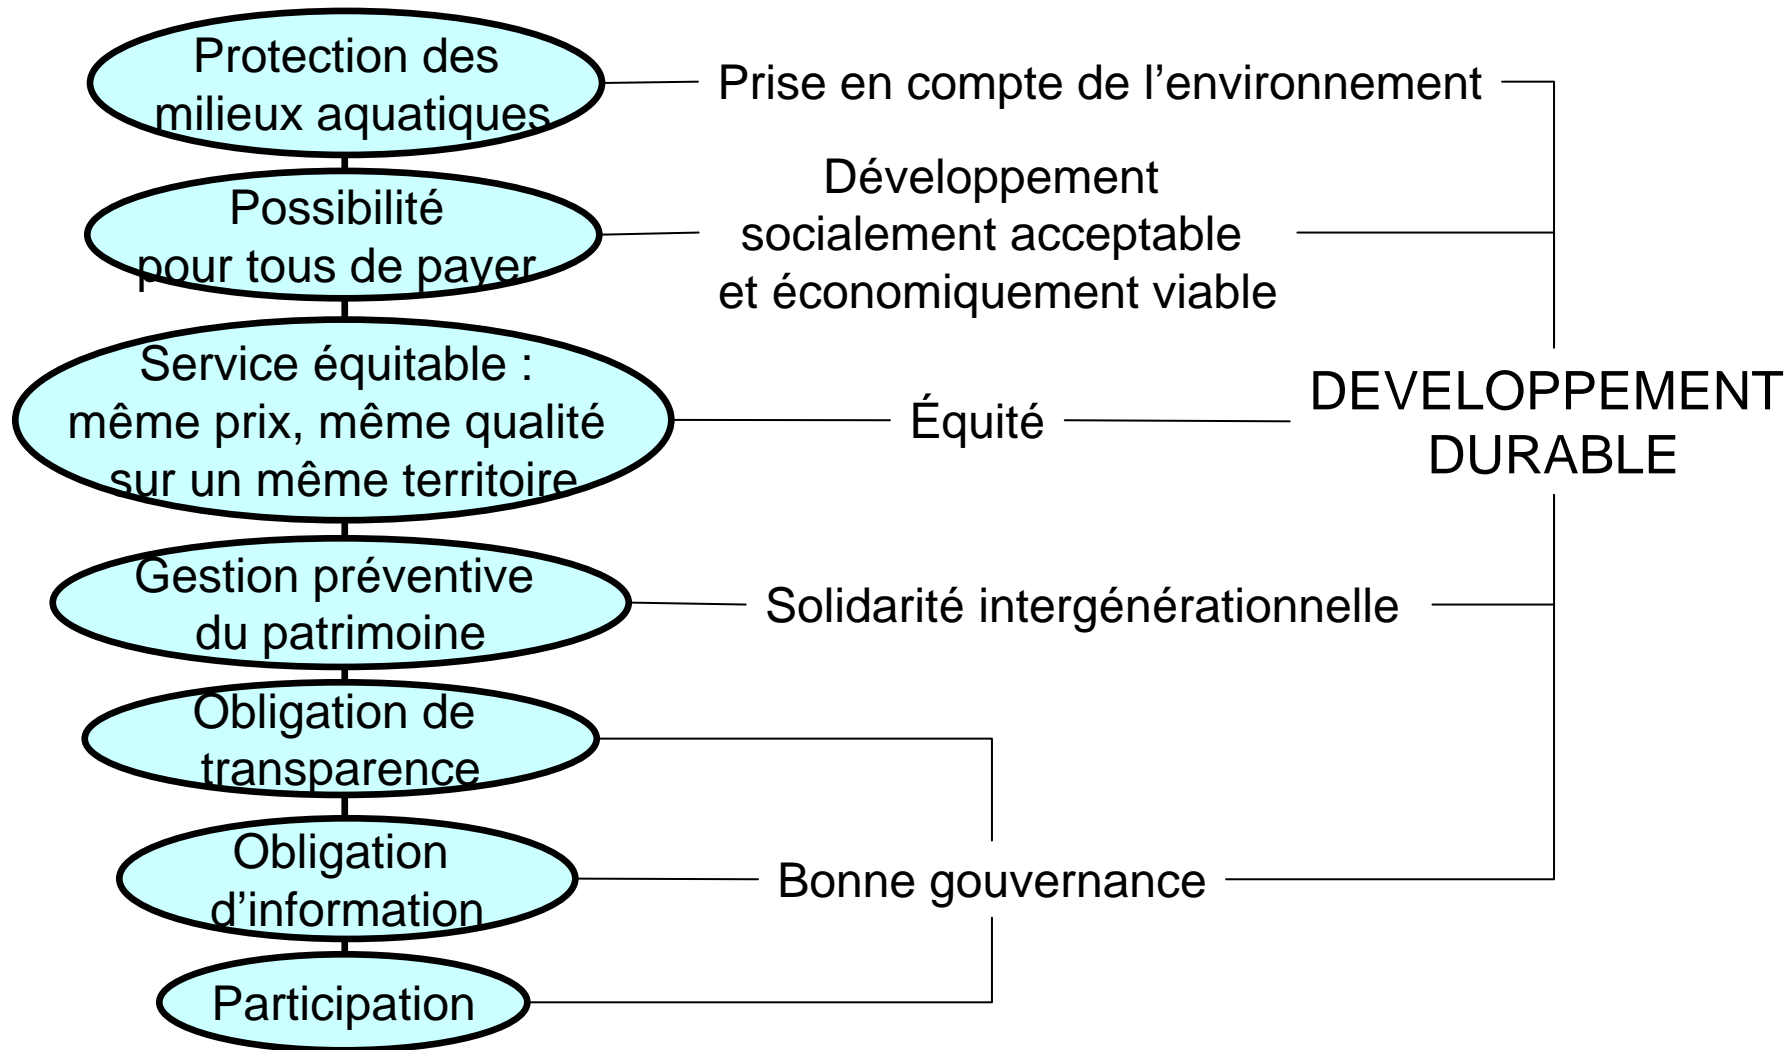 Protection des
milieux aquatiques
Prise en compte de l’environnement
Possibilité
pour tous de payer
Développement
socialement acceptable
et économiquement viable
Service équitable :
même prix, même qualité
sur un même territoire
Équité
DEVELOPPEMENT
DURABLE
Gestion préventive
du patrimoine
Solidarité intergénérationnelle
Obligation de
transparence
Obligation
d’information
Bonne gouvernance
Participation